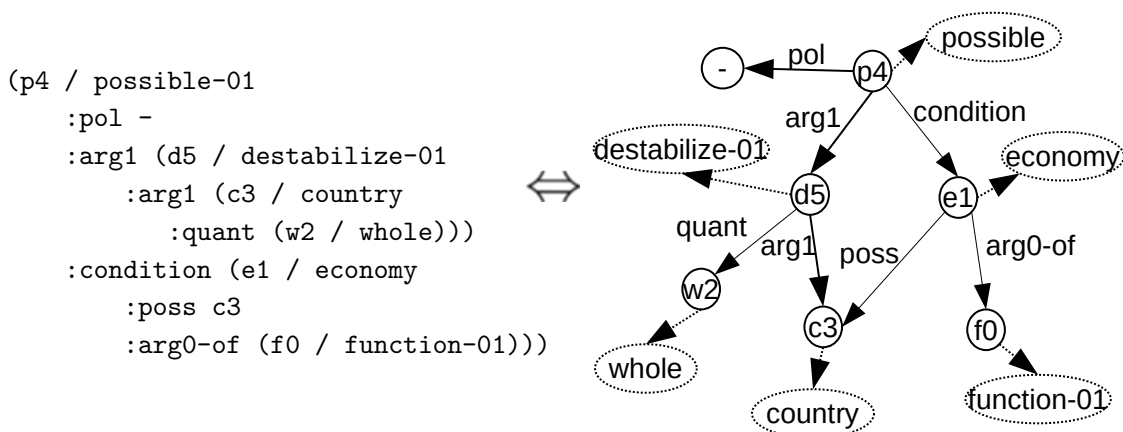 (p4 / possible-01
:pol -
:arg1 (d5 / destabilize-01
:arg1 (c3 / country
:quant (w2 / whole)))
:condition (e1 / economy
:poss c3
:arg0-of (f0 / function-01)))
possible
-
pol
p4
arg1
condition
destabilize-01
economy
d5
e1
quant
arg1
poss
arg0-of
w2
c3
f0
whole
country
function-01